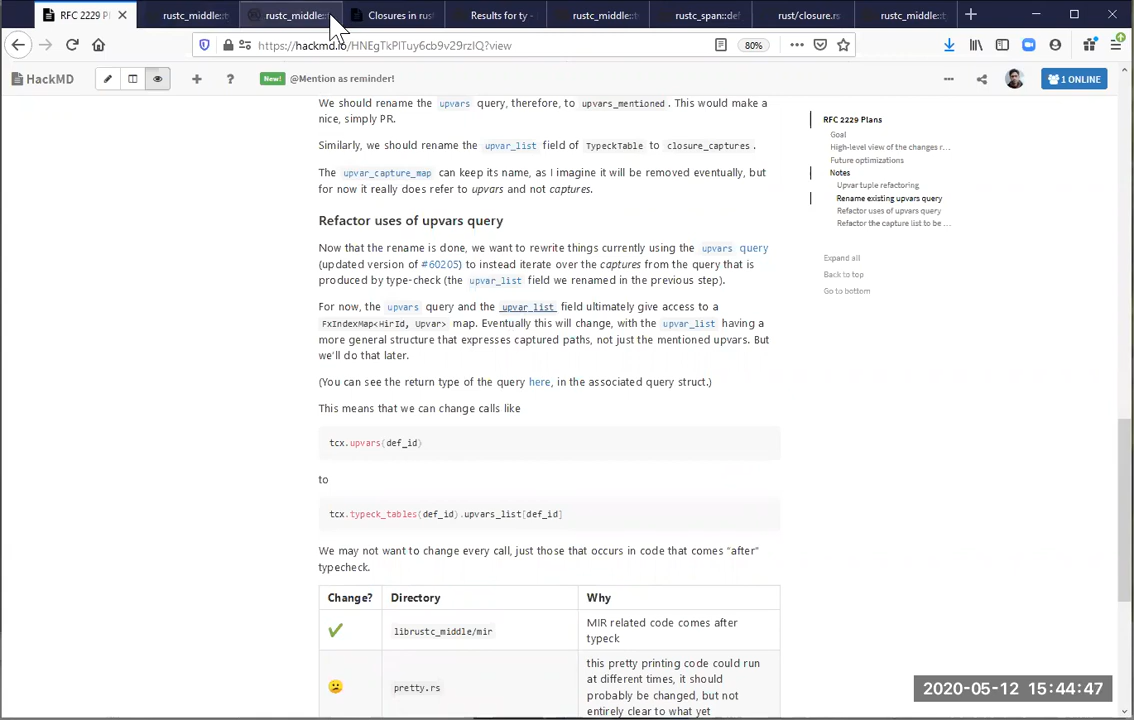 RFC 2229 Pl
rustc_middle::t
rustc_middle::
Closures in rus
Results for ty -
rustc_middle::
rustc_span::de
rust/closure.rs
rustc_middle::t
https://hackmd.io/HNEgTkPlTuy6cb9v29rzIQ?view
80%
HackMD
New! @Mention as reminder!
1 ONLINE
We should rename the upvars query, therefore, to upvars_mentioned. This would make a
nice, simply PR.
Similarly, we should rename the upvar_list field of TypeckTable to closure_captures.
The upvar_capture_map can keep its name, as I imagine it will be removed eventually, but
for now it really does refer to upvars and not captures.
Refactor uses of upvars query
Now that the rename is done, we want to rewrite things currently using the upvars query
(updated version of #60205) to instead iterate over the captures from the query that is
produced by type-check (the upvar_list field we renamed in the previous step).
For now, the upvars query and the upvar_list field ultimately give access to a
FxIndexMap<HirId, Upvar> map. Eventually this will change, with the upvar_list having a
more general structure that expresses captured paths, not just the mentioned upvars. But
we'll do that later.
(You can see the return type of the query here, in the associated query struct.)
This means that we can change calls like
tcx.upvars(def_id)
to
tcx.typeck_tables(def_id).upvars_list[def_id]
We may not want to change every call, just those that occurs in code that comes “after”
typecheck.
Change? Directory Why
✔ librustc_middle/mir MIR related code comes after
typeck
😕 pretty.rs this pretty printing code could run
at different times, it should
probably be changed, but not
entirely clear to what yet
RFC 2229 Plans
Goal
High-level view of the changes r…
Future optimizations
Notes
Upvar tuple refactoring
Rename existing upvars query
Refactor uses of upvars query
Refactor the capture list to be …
Expand all
Back to top
Go to bottom
2020-05-12 15:44:47